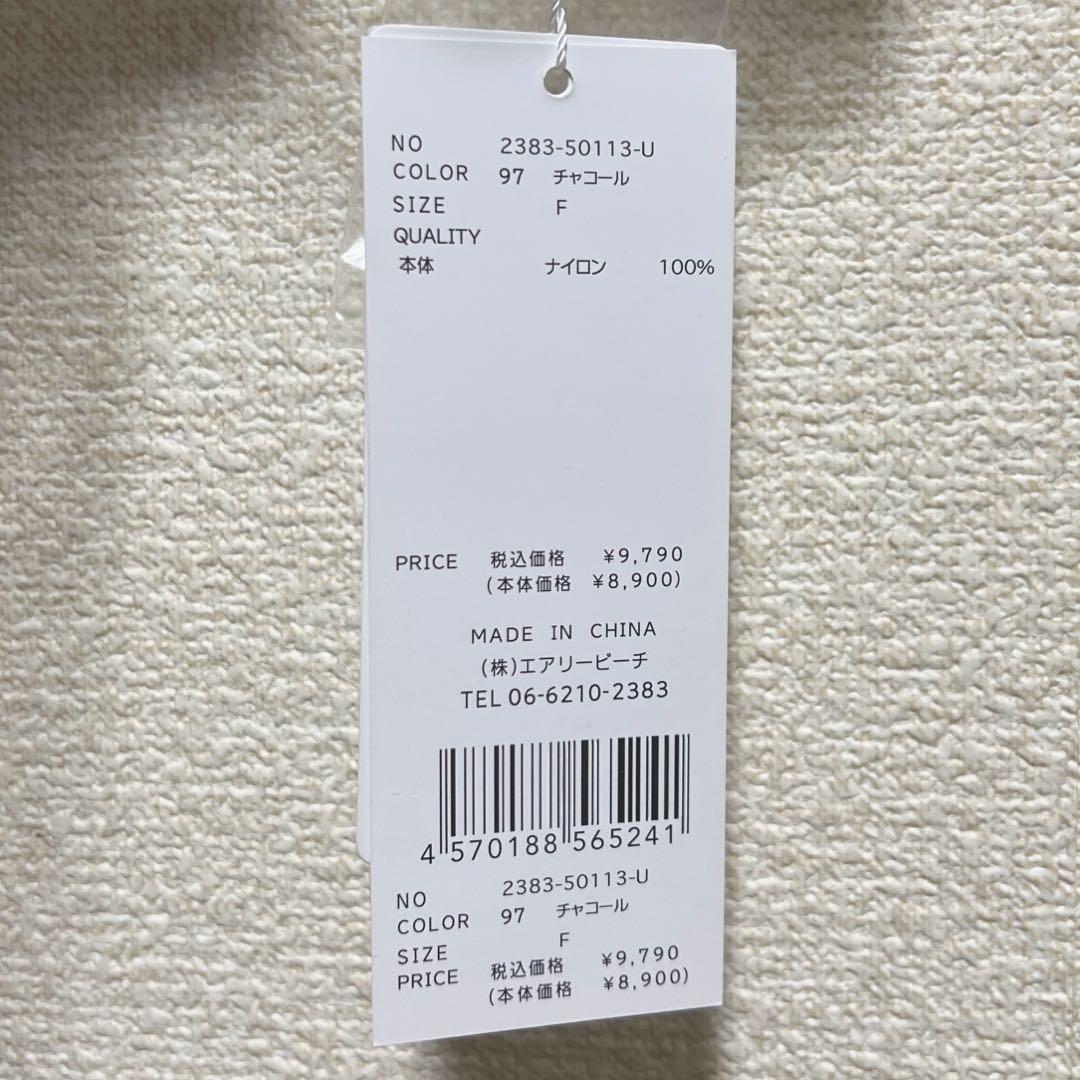 NO 2383-50113-U
COLOR 97 チャコール
SIZE F
QUALITY
本体 ナイロン 100%
PRICE 税込価格 ¥9,790
(本体価格 ¥8,900)
MADE IN CHINA
(株)エアリービーチ
TEL 06-6210-2383
4 570188 565241
NO 2383-50113-U
COLOR 97 チャコール
SIZE F
PRICE 税込価格 ¥9,790
(本体価格 ¥8,900)